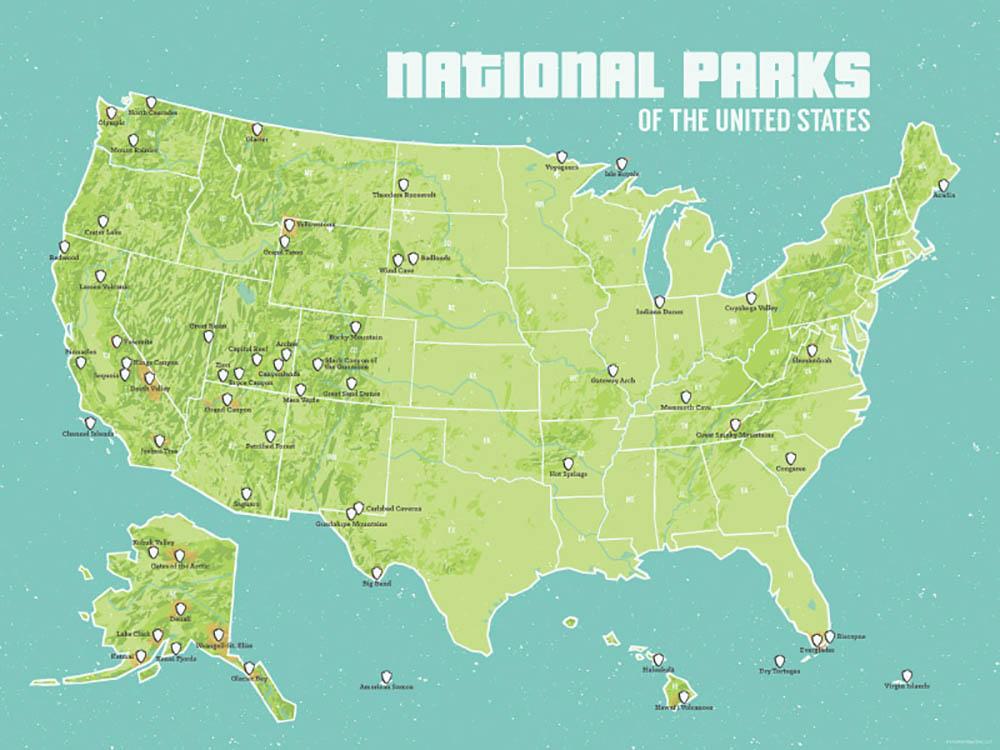 NATIONAL PARKS
OF THE UNITED STATES
North Cascades
Olympic
Mount Rainier
Glacier
Voyageurs
Isle Royale
Theodore Roosevelt
Acadia
Yellowstone
Crater Lake
Grand Teton
Redwood
Badlands
Wind Cave
Lassen Volcanic
Indiana Dunes
Cuyahoga Valley
Great Basin
Rocky Mountain
Yosemite
Arches
Capitol Reef
Pinnacles
Kings Canyon
Black Canyon of
the Gunnison
Shenandoah
Zion
Canyonlands
Sequoia
Bryce Canyon
Gateway Arch
Death Valley
Great Sand Dunes
Mesa Verde
Grand Canyon
Mammoth Cave
Channel Islands
Great Smoky Mountains
Joshua Tree
Petrified Forest
Congaree
Hot Springs
Saguaro
Carlsbad Caverns
Guadalupe Mountains
Kobuk Valley
Gates of the Arctic
Big Bend
Denali
Lake Clark
Wrangell-St. Elias
Biscayne
Everglades
Katmai
Kenai Fjords
Haleakalā
Dry Tortugas
Glacier Bay
American Samoa
Virgin Islands
Hawai'i Volcanoes